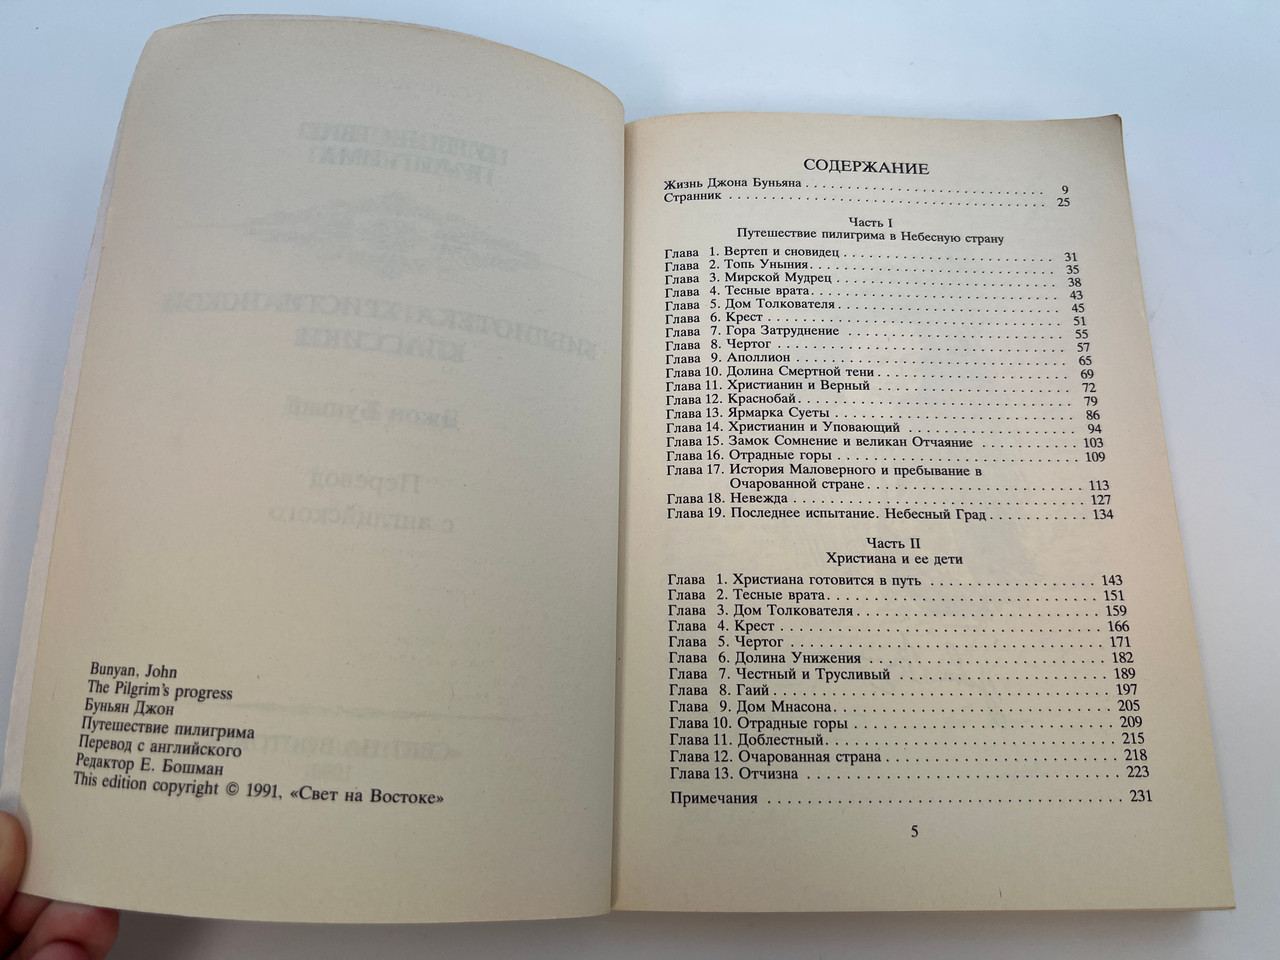 Bunyan, John
The Pilgrim's progress
Буньян Джон
Путешествие пилигрима
Перевод с английского
Редактор Е. Бошман
This edition copyright © 1991, «Свет на Востоке»
СОДЕРЖАНИЕ
Жизнь Джона Буньяна . . . . . . . . . . . . . . . . . . . . . . . . . . . . 9
Странник . . . . . . . . . . . . . . . . . . . . . . . . . . . . . . . . . . . . . 25
Часть I
Путешествие пилигрима в Небесную страну
Глава 1. Вертеп и сновидец . . . . . . . . . . . . . . . . . . . . . . . . . 31
Глава 2. Топь Уныния. . . . . . . . . . . . . . . . . . . . . . . . . . . . . 35
Глава 3. Мирской Мудрец . . . . . . . . . . . . . . . . . . . . . . . . . 38
Глава 4. Тесные врата. . . . . . . . . . . . . . . . . . . . . . . . . . . . . 43
Глава 5. Дом Толкователя . . . . . . . . . . . . . . . . . . . . . . . . . . 45
Глава 6. Крест . . . . . . . . . . . . . . . . . . . . . . . . . . . . . . . . . . . 51
Глава 7. Гора Затруднение . . . . . . . . . . . . . . . . . . . . . . . . . 55
Глава 8. Чертог . . . . . . . . . . . . . . . . . . . . . . . . . . . . . . . . . . 57
Глава 9. Аполлион . . . . . . . . . . . . . . . . . . . . . . . . . . . . . . . 65
Глава 10. Долина Смертной тени . . . . . . . . . . . . . . . . . . . . . . 69
Глава 11. Христианин и Верный . . . . . . . . . . . . . . . . . . . . . . 72
Глава 12. Краснобай. . . . . . . . . . . . . . . . . . . . . . . . . . . . . . . 79
Глава 13. Ярмарка Суеты . . . . . . . . . . . . . . . . . . . . . . . . . . . 86
Глава 14. Христианин и Уповающий . . . . . . . . . . . . . . . . . . 94
Глава 15. Замок Сомнение и великан Отчаяние . . . . . . . . . . 103
Глава 16. Отрадные горы . . . . . . . . . . . . . . . . . . . . . . . . . . . 109
Глава 17. История Маловерного и пребывание в
Очарованной стране . . . . . . . . . . . . . . . . . . . . . . . . 113
Глава 18. Невежда . . . . . . . . . . . . . . . . . . . . . . . . . . . . . . . . 127
Глава 19. Последнее испытание. Небесный Град . . . . . . . . . . 134
Часть II
Христиана и ее дети
Глава 1. Христиана готовится в путь . . . . . . . . . . . . . . . . . . 143
Глава 2. Тесные врата. . . . . . . . . . . . . . . . . . . . . . . . . . . . . 151
Глава 3. Дом Толкователя . . . . . . . . . . . . . . . . . . . . . . . . . . 159
Глава 4. Крест . . . . . . . . . . . . . . . . . . . . . . . . . . . . . . . . . . . 166
Глава 5. Чертог . . . . . . . . . . . . . . . . . . . . . . . . . . . . . . . . . . 171
Глава 6. Долина Унижения . . . . . . . . . . . . . . . . . . . . . . . . . 182
Глава 7. Честный и Трусливый . . . . . . . . . . . . . . . . . . . . . . 189
Глава 8. Гаий . . . . . . . . . . . . . . . . . . . . . . . . . . . . . . . . . . . . 197
Глава 9. Дом Мнасона. . . . . . . . . . . . . . . . . . . . . . . . . . . . . 205
Глава 10. Отрадные горы . . . . . . . . . . . . . . . . . . . . . . . . . . . 209
Глава 11. Доблестный. . . . . . . . . . . . . . . . . . . . . . . . . . . . . . 215
Глава 12. Очарованная страна . . . . . . . . . . . . . . . . . . . . . . . 218
Глава 13. Отчизна . . . . . . . . . . . . . . . . . . . . . . . . . . . . . . . . 223
Примечания . . . . . . . . . . . . . . . . . . . . . . . . . . . . . . . . . . . . 231
5